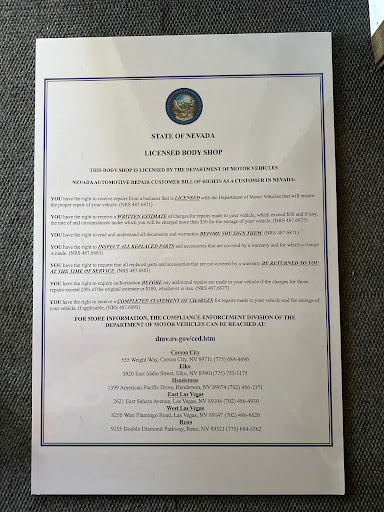 STATE OF NEVADA
LICENSED BODY SHOP
THIS BODY SHOP IS LICENSED BY THE DEPARTMENT OF MOTOR VEHICLES
NEVADA AUTOMOTIVE REPAIR CUSTOMER BILL OF RIGHTS AS A CUSTOMER IN NEVADA:
YOU have the right to receive repairs from a business that is LICENSED with the Department of Motor Vehicles that will ensure
the proper repair of your vehicle. (NRS 487.6871)
YOU have the right to receive a WRITTEN ESTIMATE of charges for repairs made to your vehicle, which exceed $50 and if any,
the rate of and circumstances under which you will be charged more than $50 for the storage of your vehicle. (NRS 487.6875)
YOU have the right to read and understand all documents and warranties BEFORE YOU SIGN THEM. (NRS 487.6871)
YOU have the right to INSPECT ALL REPLACED PARTS and accessories that are covered by a warranty and for which a charge
is made. (NRS 487.6883)
YOU have the right to request that all replaced parts and accessories that are not covered by a warranty BE RETURNED TO YOU
AT THE TIME OF SERVICE. (NRS 487.6883)
YOU have the right to require authorization BEFORE any additional repairs are made to your vehicle if the charges for those
repairs exceed 20% of the original estimate or $100, whichever is less. (NRS 487.6877)
YOU have the right to receive a COMPLETED STATEMENT OF CHARGES for repairs made to your vehicle and for storage of
your vehicle, if applicable. (NRS 487.6893)
FOR MORE INFORMATION, THE COMPLIANCE ENFORCEMENT DIVISION OF THE
DEPARTMENT OF MOTOR VEHICLES CAN BE REACHED AT:
dmv.nv.gov/ced.htm
Carson City
555 Wright Way, Carson City, NV 89711 (775) 684-4690
Elko
3920 East Idaho Street, Elko, NV 89801(775) 753-1175
Henderson
1399 American Pacific Drive, Henderson, NV 89074 (702) 486-1371
East Las Vegas
2621 East Sahara Avenue, Las Vegas, NV 89104 (702) 486-4930
West Las Vegas
8250 West Flamingo Road, Las Vegas, NV 89147 (702) 486-8626
Reno
9155 Double Diamond Parkway, Reno, NV 89521 (775) 684-3562